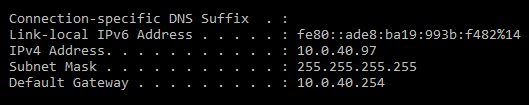 Connection-specific DNS Suffix  . :
Link-local IPv6 Address . . . . . : fe80::ade8:ba19:993b:f482%14
IPv4 Address. . . . . . . . . . . : 10.0.40.97
Subnet Mask . . . . . . . . . . . : 255.255.255.255
Default Gateway . . . . . . . . . : 10.0.40.254